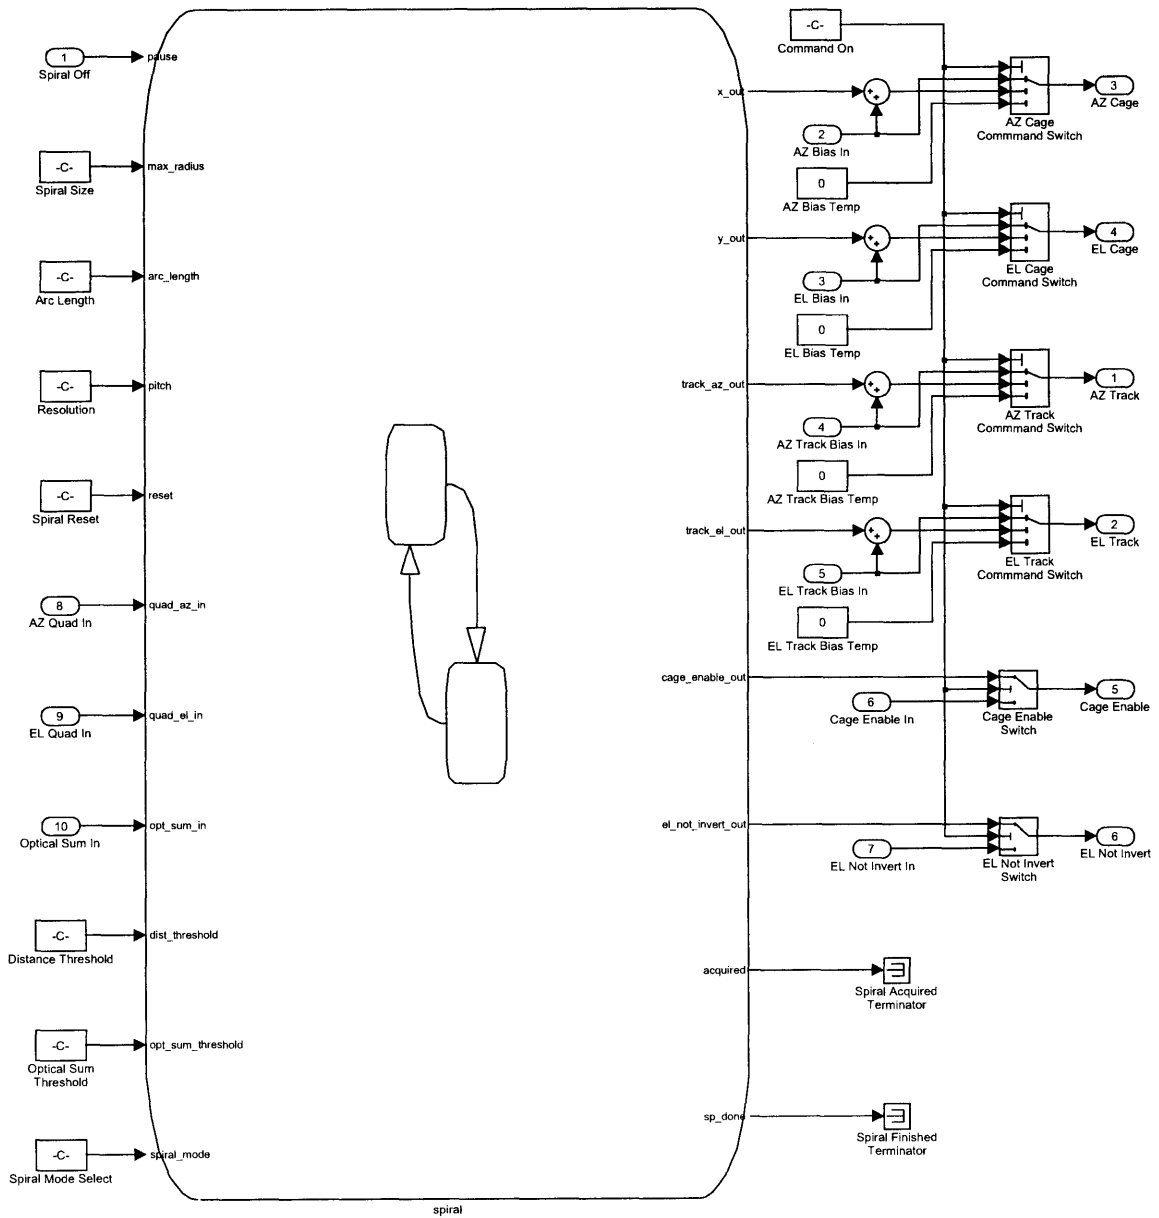 1
Spiral Off
pause
-C-
Spiral Size
max_radius
-C-
Arc Length
arc_length
-C-
Resolution
pitch
-C-
Spiral Reset
reset
8
AZ Quad In
quad_az_in
9
EL Quad In
quad_el_in
10
Optical Sum In
opt_sum_in
-C-
Distance Threshold
dist_threshold
-C-
Optical Sum
Threshold
opt_sum_threshold
-C-
Spiral Mode Select
spiral_mode
spiral
-C-
Command On
x_out
2
AZ Bias In
0
AZ Bias Temp
AZ Cage
Commmand Switch
3
AZ Cage
y_out
3
EL Bias In
0
EL Bias Temp
EL Cage
Command Switch
4
EL Cage
track_az_out
4
AZ Track Bias In
0
AZ Track Bias Temp
AZ Track
Commmand Switch
1
AZ Track
track_el_out
5
EL Track Bias In
0
EL Track Bias Temp
EL Track
Commmand Switch
2
EL Track
cage_enable_out
6
Cage Enable In
Cage Enable
Switch
5
Cage Enable
el_not_invert_out
7
EL Not Invert In
EL Not Invert
Switch
6
EL Not Invert
acquired
Spiral Acquired
Terminator
sp_done
Spiral Finished
Terminator